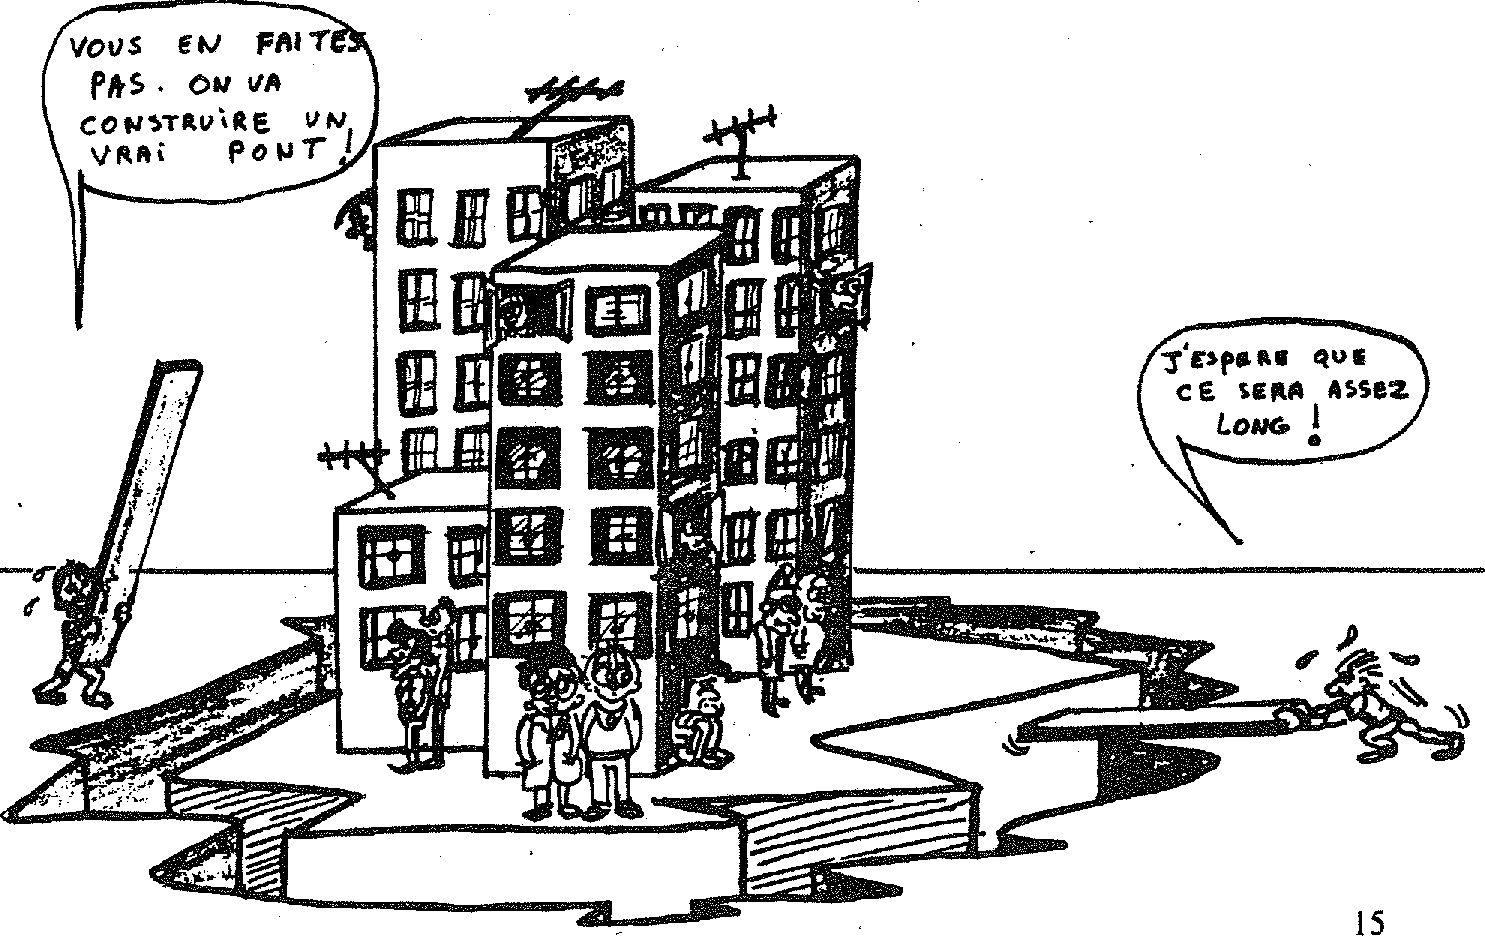 VOUS EN FAITES
PAS. ON VA
CONSTRUIRE UN
VRAI PONT !
J'ESPERE QUE
CE SERA ASSEZ
LONG !
15